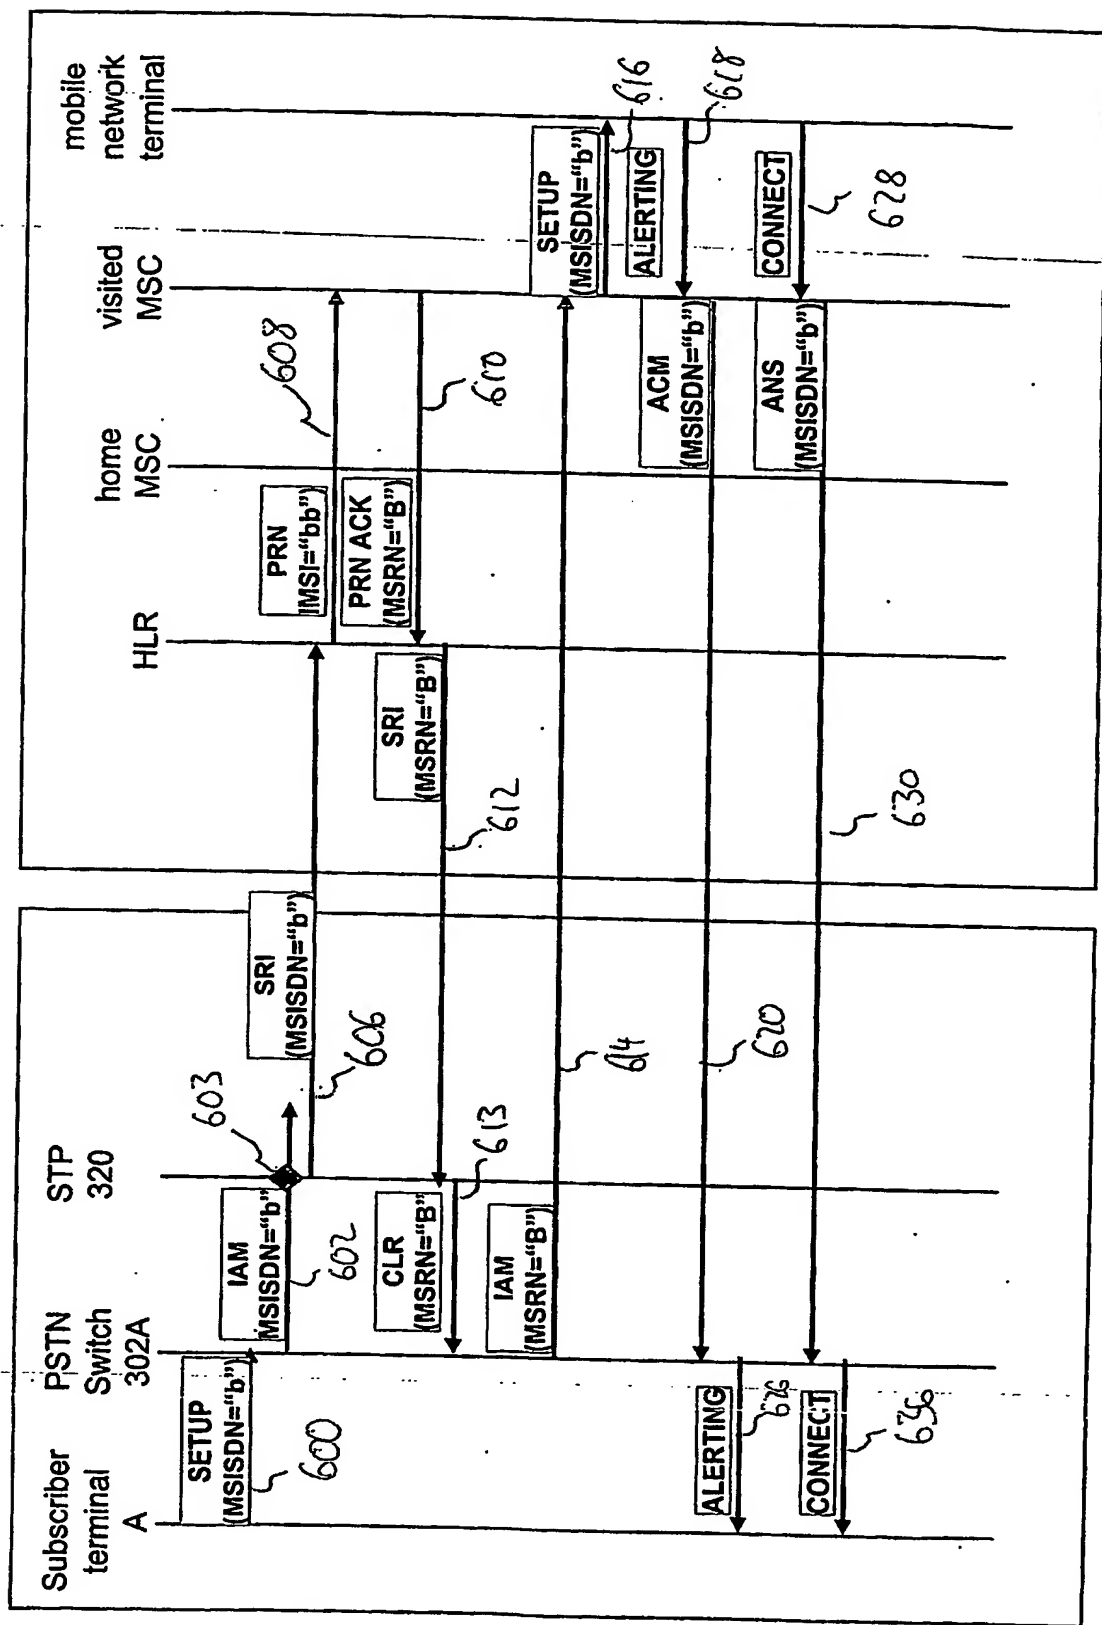 Subscriber
terminal
A
PSTN
Switch
302A
STP
320
HLR
home
MSC
visited
MSC
mobile
network
terminal
SETUP
(MSISDN="b")
600
IAM
MSISDN="b"
602
603
SRI
(MSISDN="b")
606
PRN
IMSI="bb"
608
PRN ACK
(MSRN="B")
610
SRI
(MSRN="B")
612
CLR
(MSRN="B")
613
IAM
(MSRN="B")
614
SETUP
(MSISDN="b")
616
ALERTING
618
ACM
(MSISDN="b")
620
ALERTING
626
CONNECT
628
ANS
(MSISDN="b")
630
CONNECT
636